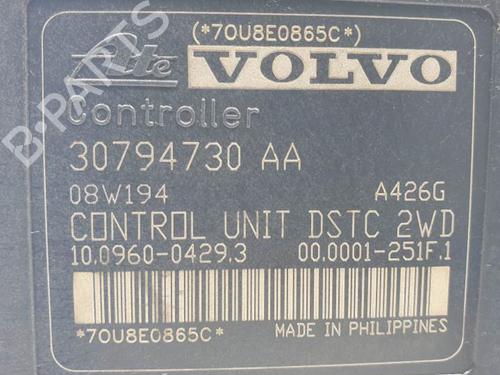 (*70U8E0865C*)
Ate VOLVO
Controller
30794730 AA
08W194 A426G
CONTROL UNIT DSTC 2WD
10.0960-0429.3 00.0001-251F.1
*70U8E0865C*
MADE IN PHILIPPINES
B-PARTS